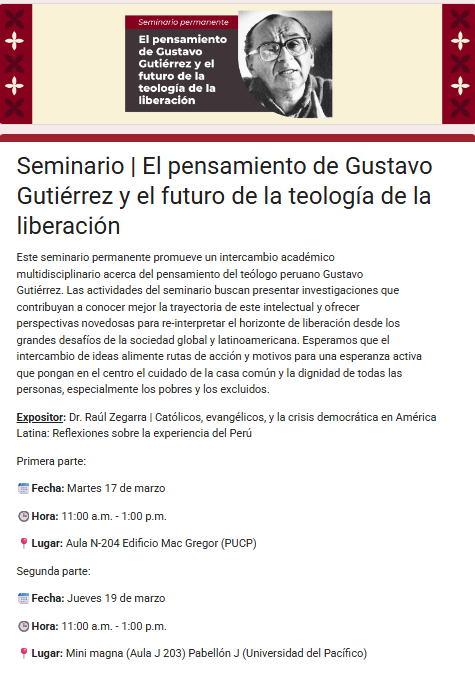 Seminario permanente
El pensamiento
de Gustavo
Gutiérrez y el
futuro de la
teología de la
liberación
Seminario | El pensamiento de Gustavo
Gutiérrez y el futuro de la teología de la
liberación
Este seminario permanente promueve un intercambio académico
multidisciplinario acerca del pensamiento del teólogo peruano Gustavo
Gutiérrez. Las actividades del seminario buscan presentar investigaciones que
contribuyan a conocer mejor la trayectoria de este intelectual y ofrecer
perspectivas novedosas para re-interpretar el horizonte de liberación desde los
grandes desafíos de la sociedad global y latinoamericana. Esperamos que el
intercambio de ideas alimente rutas de acción y motivos para una esperanza activa
que pongan en el centro el cuidado de la casa común y la dignidad de todas las
personas, especialmente los pobres y los excluidos.
Expositor: Dr. Raúl Zegarra | Católicos, evangélicos, y la crisis democrática en América
Latina: Reflexiones sobre la experiencia del Perú
Primera parte:
Fecha: Martes 17 de marzo
Hora: 11:00 a.m. - 1:00 p.m.
Lugar: Aula N-204 Edificio Mac Gregor (PUCP)
Segunda parte:
Fecha: Jueves 19 de marzo
Hora: 11:00 a.m. - 1:00 p.m.
Lugar: Mini magna (Aula J 203) Pabellón J (Universidad del Pacífico)